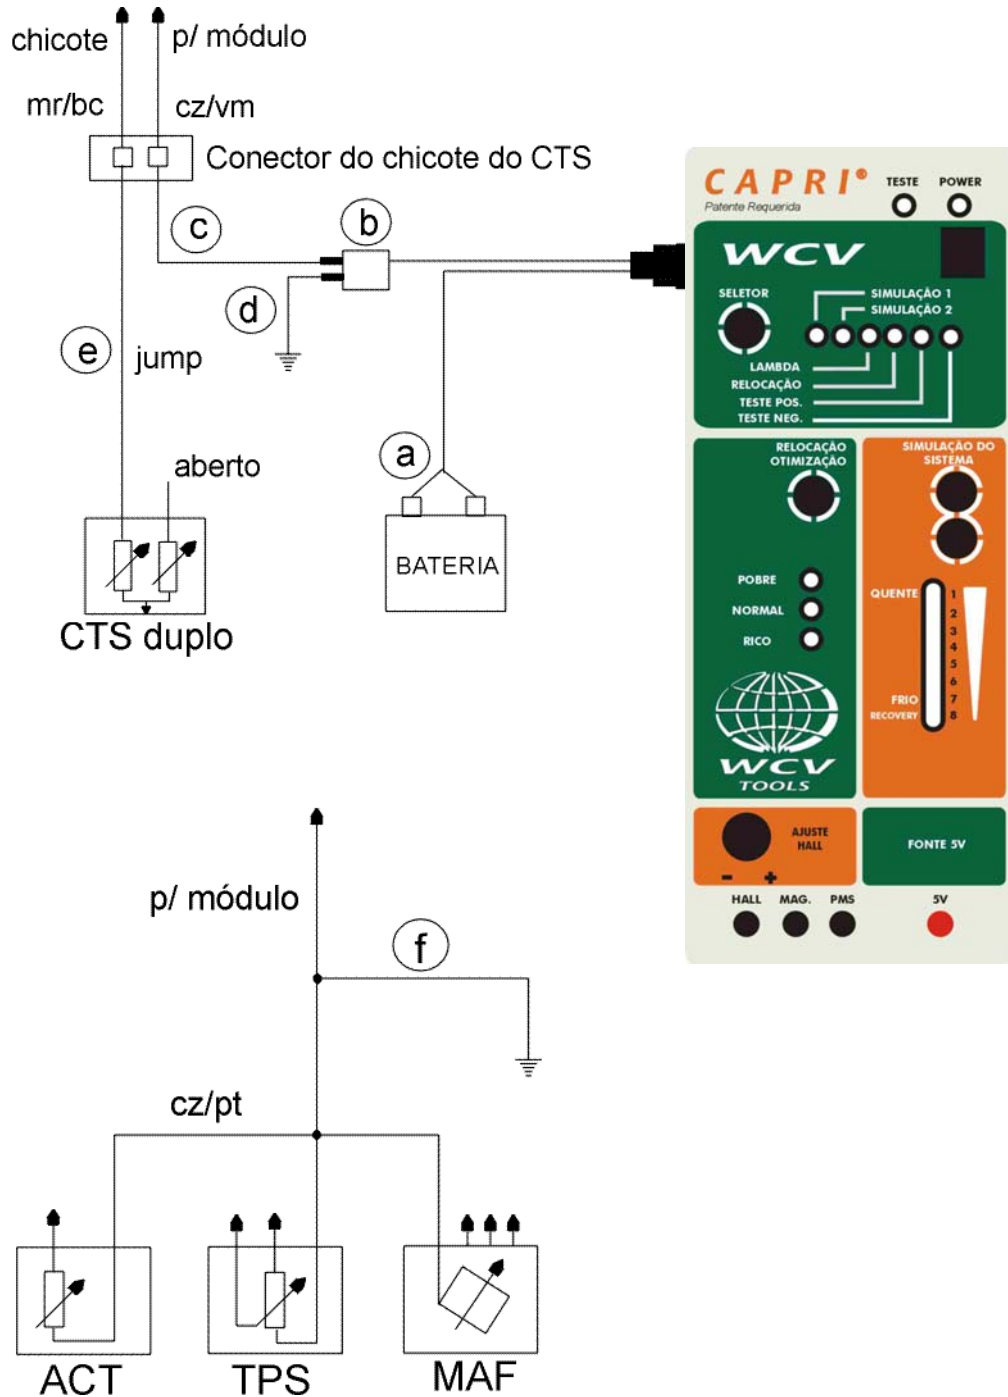 chicote
p/ módulo
mr/bc
cz/vm
Conector do chicote do CTS
c
b
d
e
jump
a
aberto
BATERIA
CTS duplo
CAPRI®
Patente Requerida
TESTE
POWER
WCV
SELETOR
SIMULAÇÃO 1
SIMULAÇÃO 2
LAMBDA
RELOCAÇÃO
TESTE POS.
TESTE NEG.
RELOCAÇÃO
OTIMIZAÇÃO
SIMULAÇÃO DO
SISTEMA
POBRE
NORMAL
RICO
QUENTE
1
2
3
4
5
6
FRIO
7
RECOVERY
8
WCV
TOOLS
AJUSTE
HALL
- +
FONTE 5V
HALL
MAG.
PMS
5V
p/ módulo
f
cz/pt
ACT
TPS
MAF